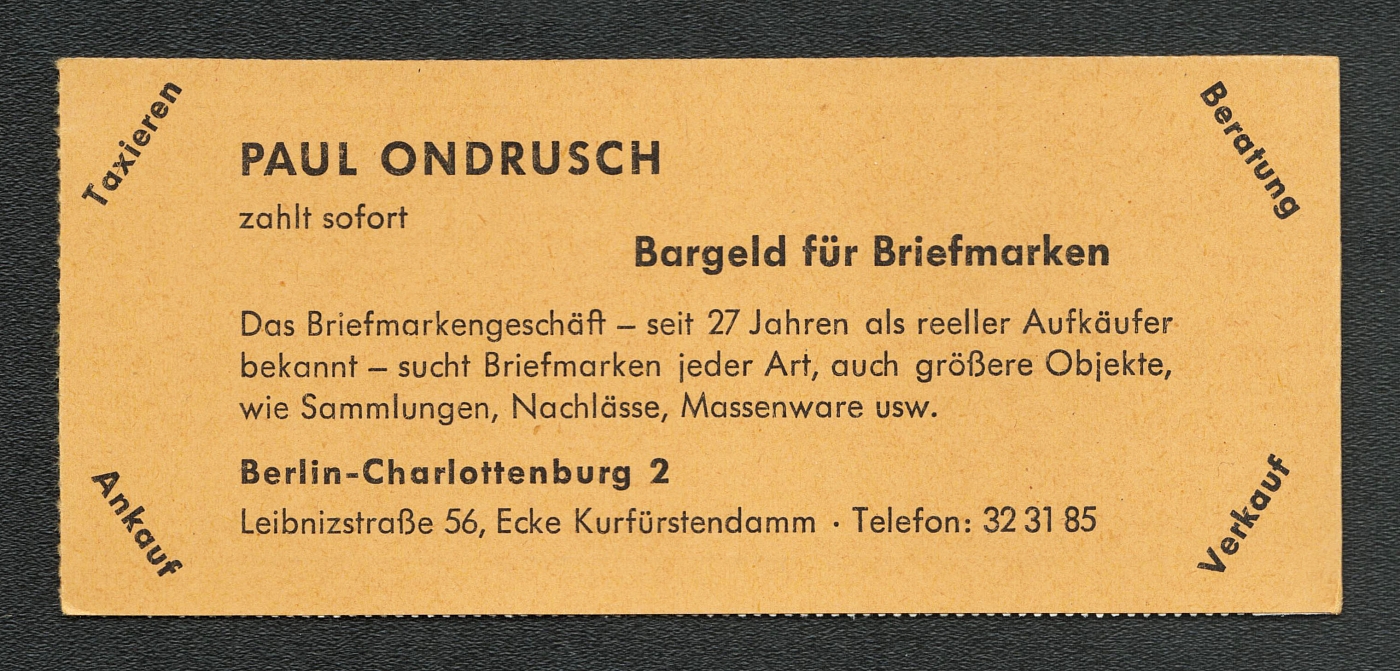 Taxieren
Beratung
PAUL ONDRUSCH
zahlt sofort
Bargeld für Briefmarken
Das Briefmarkengeschäft – seit 27 Jahren als reeller Aufkäufer
bekannt – sucht Briefmarken jeder Art, auch größere Objekte,
wie Sammlungen, Nachlässe, Massenware usw.
Berlin-Charlottenburg 2
Leibnizstraße 56, Ecke Kurfürstendamm · Telefon: 32 31 85
Ankauf
Verkauf